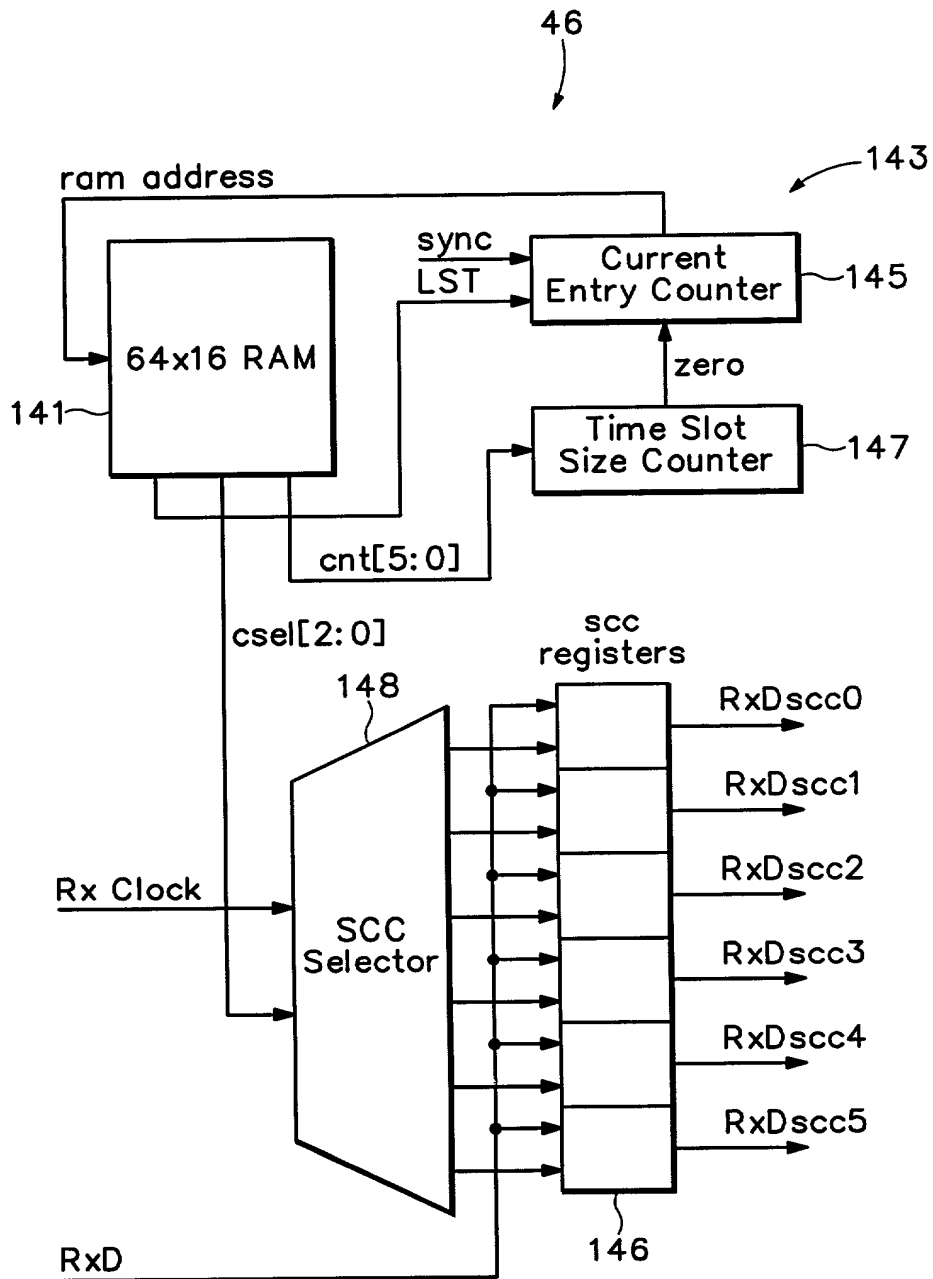 46
143
ram address
sync
LST
Current
Entry Counter
145
64x16 RAM
141
zero
Time Slot
Size Counter
147
cnt[5:0]
csel[2:0]
scc
registers
148
RxDscc0
RxDscc1
RxDscc2
Rx Clock
SCC
Selector
RxDscc3
RxDscc4
RxDscc5
146
RxD